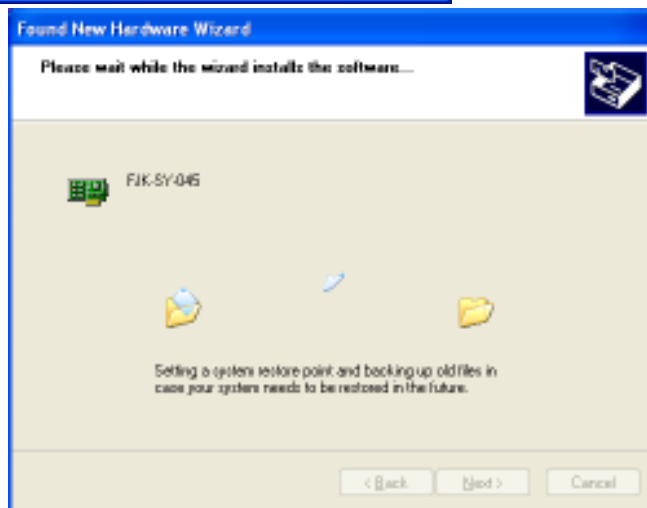 Found New Hardware Wizard
Please wait while the wizard installs the software...
FJK-SY-045
Setting a system restore point and backing up old files in
case your system needs to be restored in the future.
< Back
Next >
Cancel